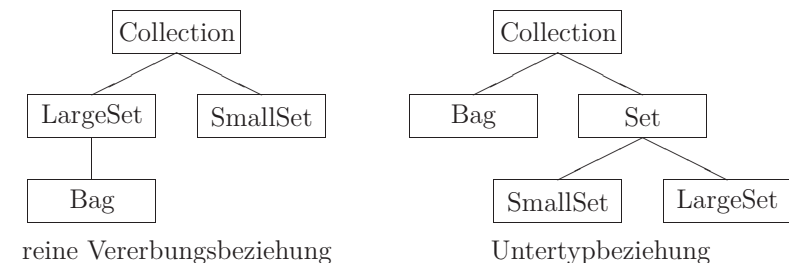 Collection
LargeSet
SmallSet
Bag
reine Vererbungsbeziehung
Collection
Bag
Set
SmallSet
LargeSet
Untertypbeziehung